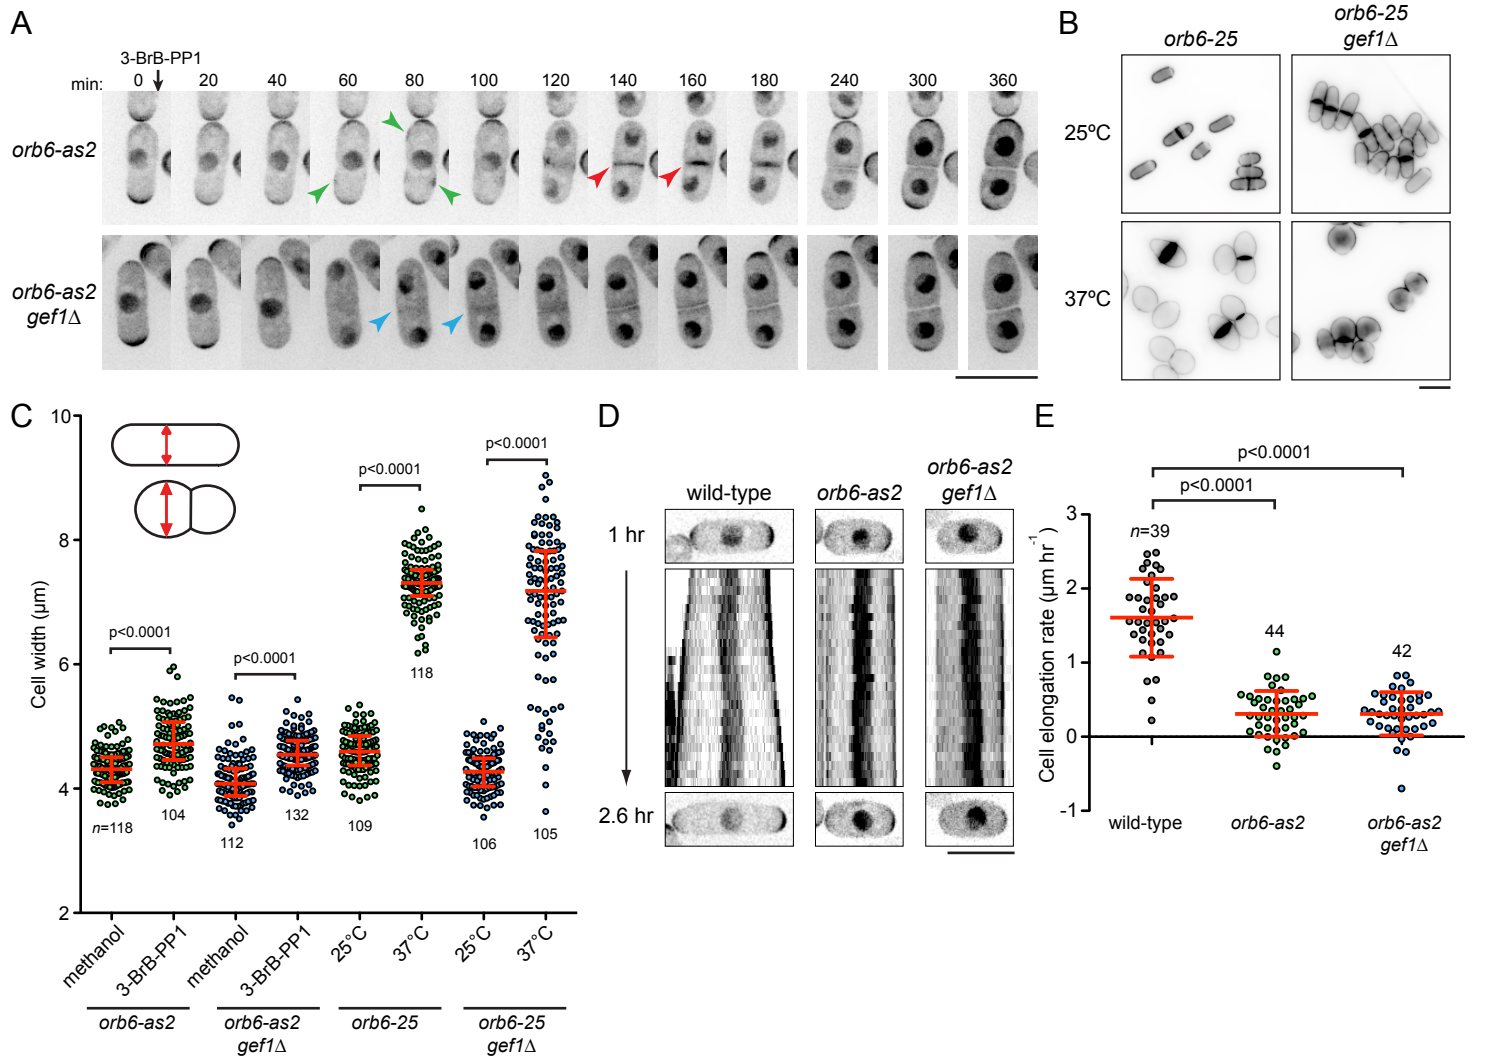 A
3-BrB-PP1
min: 0 20 40 60 80 100 120 140 160 180 240 300 360
orb6-as2
orb6-as2
gef1Δ
B
orb6-25
orb6-25
gef1Δ
25ºC
37ºC
C
Cell width (µm)
10
8
6
4
2
p<0.0001
p<0.0001
p<0.0001
p<0.0001
n=118
104
112
132
109
118
106
105
methanol
3-BrB-PP1
methanol
3-BrB-PP1
25°C
37°C
25°C
37°C
orb6-as2
orb6-as2
gef1Δ
orb6-25
orb6-25
gef1Δ
D
wild-type
orb6-as2
orb6-as2
gef1Δ
1 hr
2.6 hr
E
Cell elongation rate (µm hr⁻¹)
3
2
1
0
-1
p<0.0001
p<0.0001
n=39
44
42
wild-type
orb6-as2
orb6-as2
gef1Δ